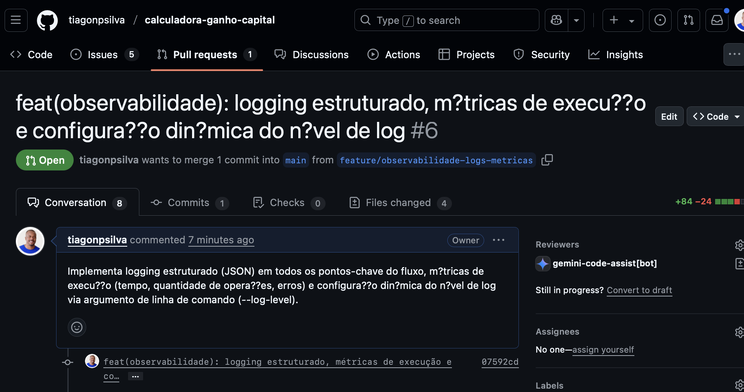 tiagonpsilva / calculadora-ganho-capital
Type / to search
Code Issues 5 Pull requests 1 Discussions Actions Projects Security Insights
feat(observabilidade): logging estruturado, m?tricas de execu??o
e configura??o din?mica do n?vel de log #6
Edit
Code
Open
tiagonpsilva wants to merge 1 commit into main from feature/observabilidade-logs-metricas
Conversation 8
Commits 1
Checks 0
Files changed 4
+84 −24
tiagonpsilva commented 7 minutes ago
Owner
Implementa logging estruturado (JSON) em todos os pontos-chave do fluxo, m?tricas de
execu??o (tempo, quantidade de opera??es, erros) e configura??o din?mica do n?vel de log
via argumento de linha de comando (--log-level).
feat(observabilidade): logging estruturado, métricas de execução e
co…
07592cd
Reviewers
gemini-code-assist[bot]
Still in progress? Convert to draft
Assignees
No one—assign yourself
Labels